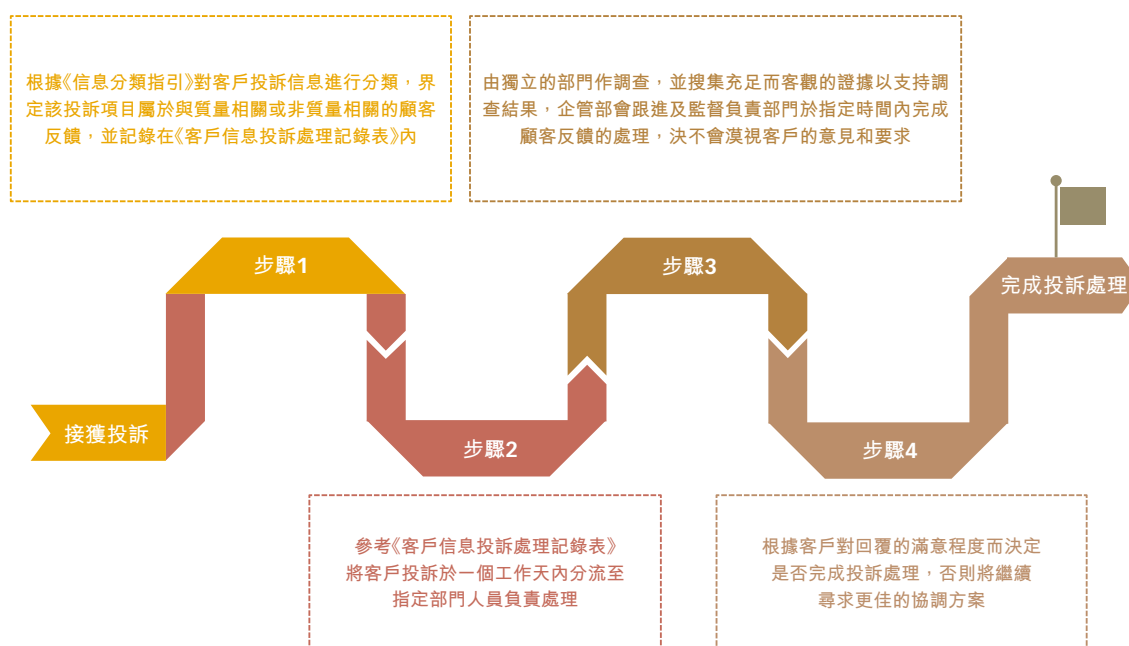 根據《信息分類指引》對客戶投訴信息進行分類，界
定該投訴項目屬於與質量相關或非質量相關的顧客
反饋，並記錄在《客戶信息投訴處理記錄表》內
由獨立的部門作調查，並搜集充足而客觀的證據以支持調
查結果，企管部會跟進及監督負責部門於指定時間內完成
顧客反饋的處理，決不會漠視客戶的意見和要求
步驟1
步驟3
完成投訴處理
接獲投訴
步驟2
步驟4
參考《客戶信息投訴處理記錄表》
將客戶投訴於一個工作天內分流至
指定部門人員負責處理
根據客戶對回覆的滿意程度而決定
是否完成投訴處理，否則將繼續
尋求更佳的協調方案